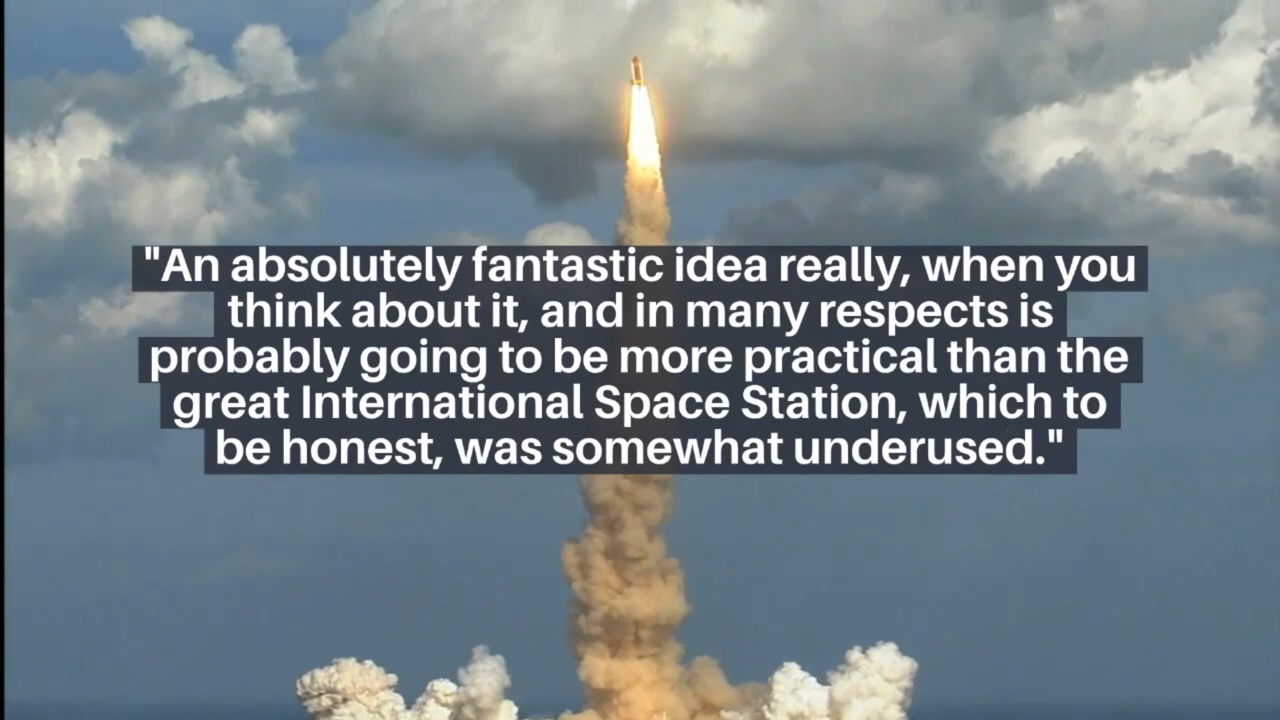 "An absolutely fantastic idea really, when you
think about it, and in many respects is
probably going to be more practical than the
great International Space Station, which to
be honest, was somewhat underused."